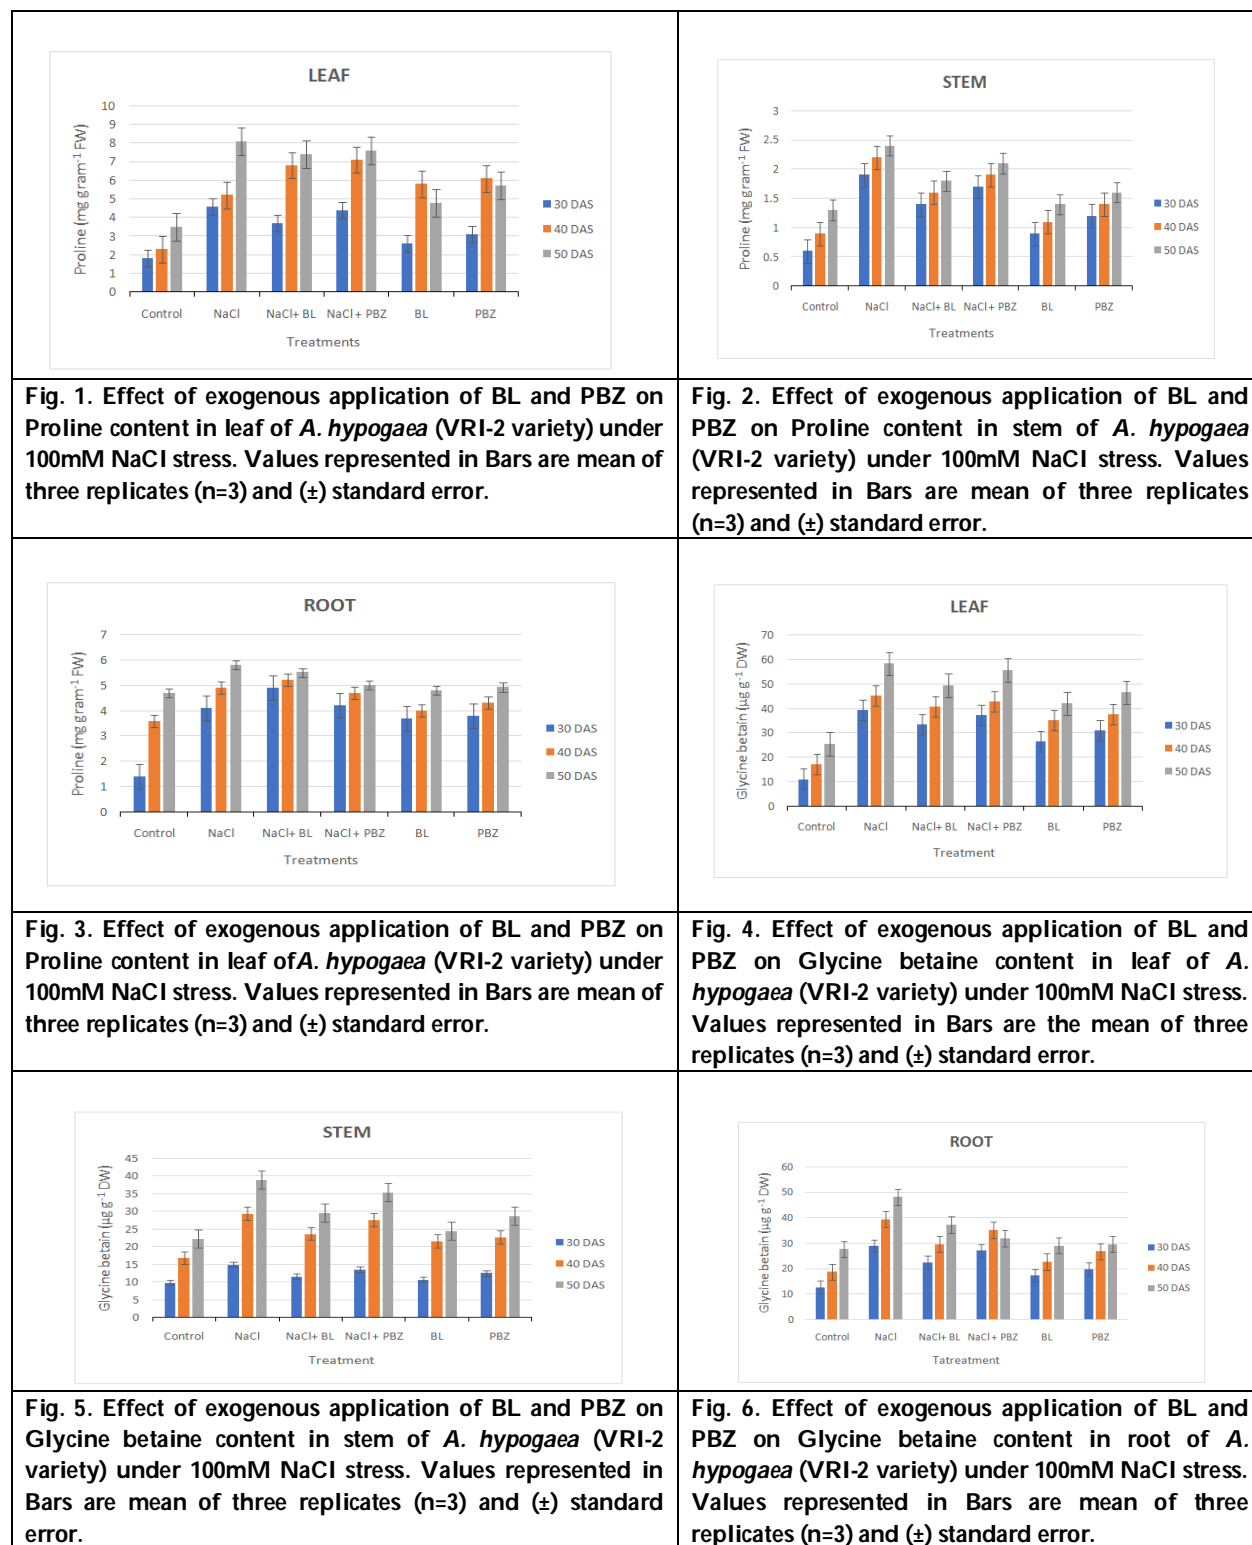 LEAF
Proline (mg gram-1 FW)
10
9
8
7
6
5
4
3
2
1
0
Control NaCl NaCl+ BL NaCl + PBZ BL PBZ
Treatments
30 DAS
40 DAS
50 DAS
Fig. 1. Effect of exogenous application of BL and PBZ on
Proline content in leaf of A. hypogaea (VRI-2 variety) under
100mM NaCl stress. Values represented in Bars are mean of
three replicates (n=3) and (±) standard error.
STEM
Proline (mg gram-1 FW)
3
2.5
2
1.5
1
0.5
0
Control NaCl NaCl+ BL NaCl + PBZ BL PBZ
Treatments
30 DAS
40 DAS
50 DAS
Fig. 2. Effect of exogenous application of BL and
PBZ on Proline content in stem of A. hypogaea
(VRI-2 variety) under 100mM NaCl stress. Values
represented in Bars are mean of three replicates
(n=3) and (±) standard error.
ROOT
Proline (mg gram-1 FW)
7
6
5
4
3
2
1
0
Control NaCl NaCl+ BL NaCl + PBZ BL PBZ
Treatments
30 DAS
40 DAS
50 DAS
Fig. 3. Effect of exogenous application of BL and PBZ on
Proline content in leaf ofA. hypogaea (VRI-2 variety) under
100mM NaCl stress. Values represented in Bars are mean of
three replicates (n=3) and (±) standard error.
LEAF
Glycine betain (µg g-1 DW)
70
60
50
40
30
20
10
0
Control NaCl NaCl+ BL NaCl + PBZ BL PBZ
Treatment
30 DAS
40 DAS
50 DAS
Fig. 4. Effect of exogenous application of BL and
PBZ on Glycine betaine content in leaf of A.
hypogaea (VRI-2 variety) under 100mM NaCl stress.
Values represented in Bars are the mean of three
replicates (n=3) and (±) standard error.
STEM
Glycine betain (µg g-1 DW)
45
40
35
30
25
20
15
10
5
0
Control NaCl NaCl+ BL NaCl + PBZ BL PBZ
Treatment
30 DAS
40 DAS
50 DAS
Fig. 5. Effect of exogenous application of BL and PBZ on
Glycine betaine content in stem of A. hypogaea (VRI-2
variety) under 100mM NaCl stress. Values represented in
Bars are mean of three replicates (n=3) and (±) standard
error.
ROOT
Glycine betain (µg g-1 DW)
60
50
40
30
20
10
0
Control NaCl NaCl+ BL NaCl + PBZ BL PBZ
Tatreatment
30 DAS
40 DAS
50 DAS
Fig. 6. Effect of exogenous application of BL and
PBZ on Glycine betaine content in root of A.
hypogaea (VRI-2 variety) under 100mM NaCl stress.
Values represented in Bars are mean of three
replicates (n=3) and (±) standard error.